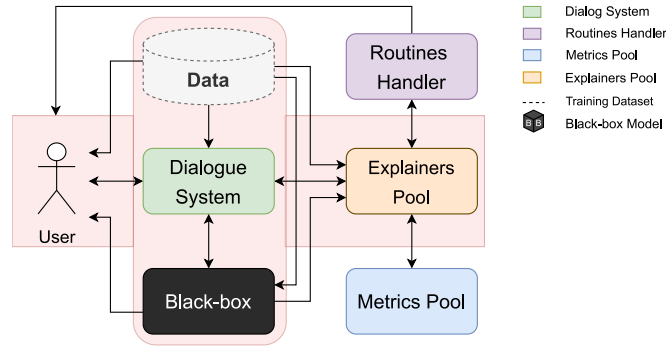 Data
Routines
Handler
Dialogue
System
Explainers
Pool
User
Black-box
Metrics Pool
Dialog System
Routines Handler
Metrics Pool
Explainers Pool
Training Dataset
B B
Black-box Model